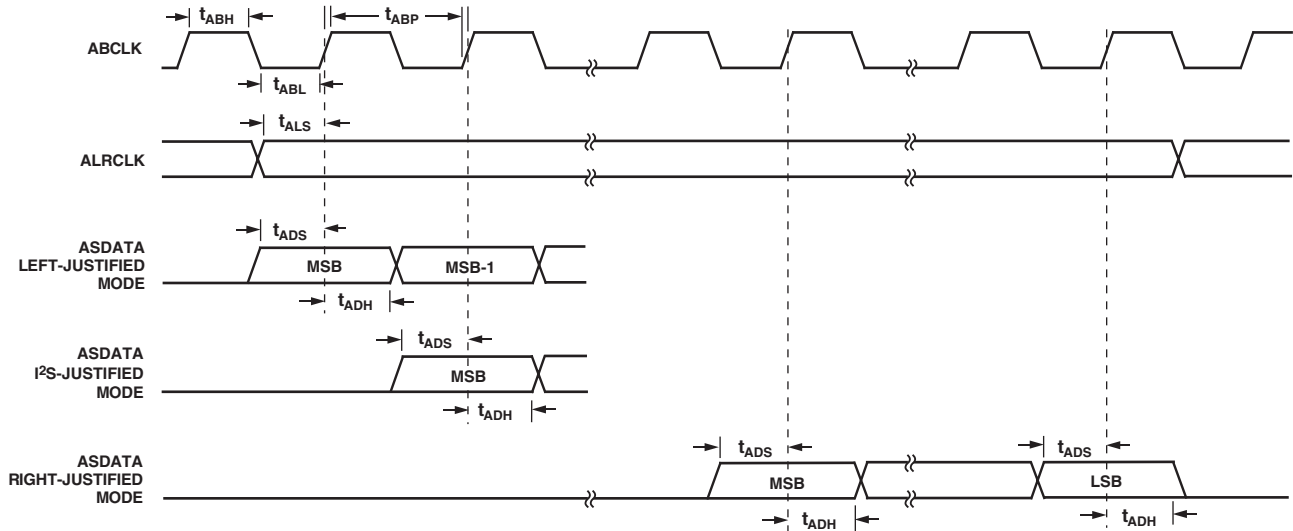 tABH
tABP
ABCLK
tABL
tALS
ALRCLK
tADS
ASDATA
LEFT-JUSTIFIED
MODE
MSB
MSB-1
tADH
tADS
ASDATA
I²S-JUSTIFIED
MODE
MSB
tADH
tADS
tADS
ASDATA
RIGHT-JUSTIFIED
MODE
MSB
LSB
tADH
tADH